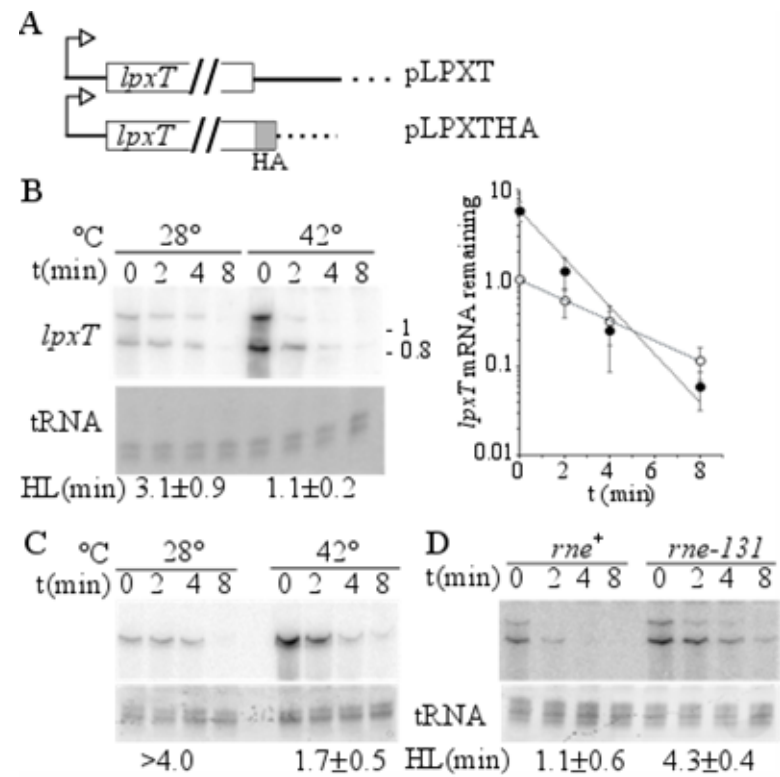 A
lpxT // pLPXT
lpxT // pLPXTHA
HA
B
°C 28° 42°
t(min) 0 2 4 8 0 2 4 8
lpxT
- 1
- 0.8
tRNA
HL(min) 3.1±0.9 1.1±0.2
lpxT mRNA remaining
10
1.0
0.1
0.01
0 2 4 6 8
t (min)
C °C 28° 42°
t(min) 0 2 4 8 0 2 4 8
>4.0 1.7±0.5
D rne+ rne-131
t(min) 0 2 4 8 0 2 4 8
tRNA
HL(min) 1.1±0.6 4.3±0.4